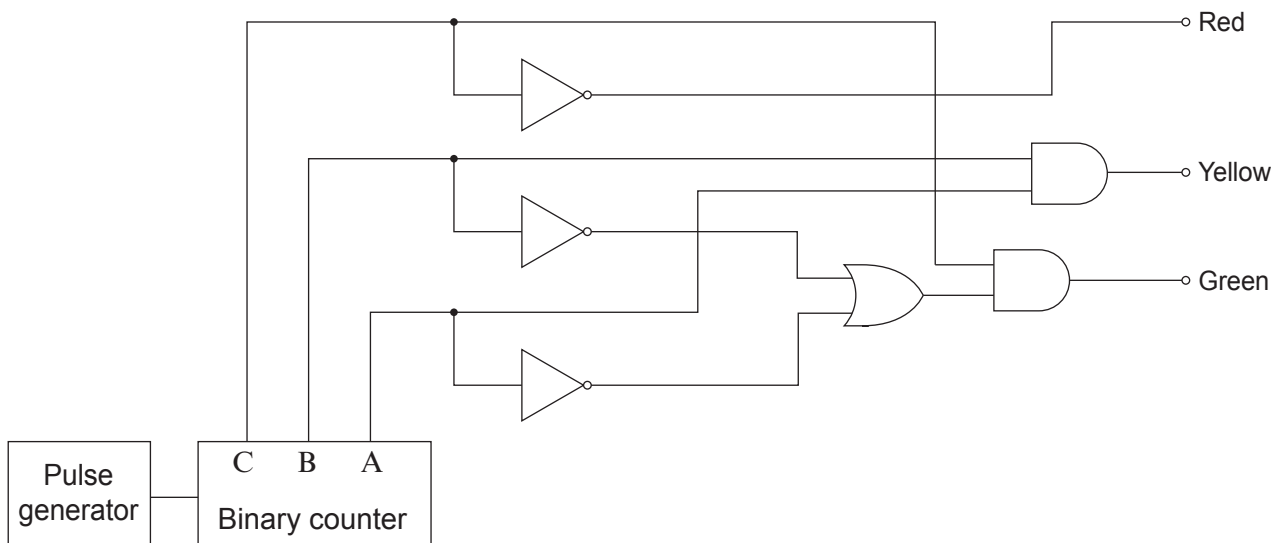 Red
Yellow
Green
C B A
Pulse
generator
Binary counter